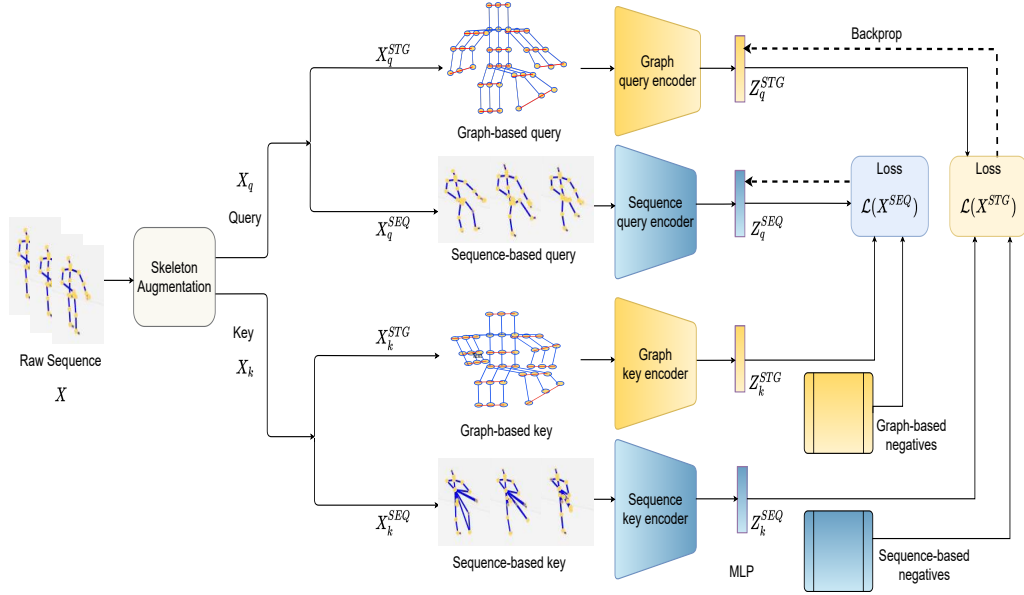 X_q^{STG}
Graph-based query
Graph
query encoder
Z_q^{STG}
Backprop
X_q
Query
X_q^{SEQ}
Sequence-based query
Sequence
query encoder
Z_q^{SEQ}
Loss
ℒ(X^{SEQ})
Loss
ℒ(X^{STG})
Raw Sequence
X
Skeleton
Augmentation
Key
X_k
X_k^{STG}
Graph-based key
Graph
key encoder
Z_k^{STG}
Graph-based
negatives
X_k^{SEQ}
Sequence-based key
Sequence
key encoder
Z_k^{SEQ}
MLP
Sequence-based
negatives